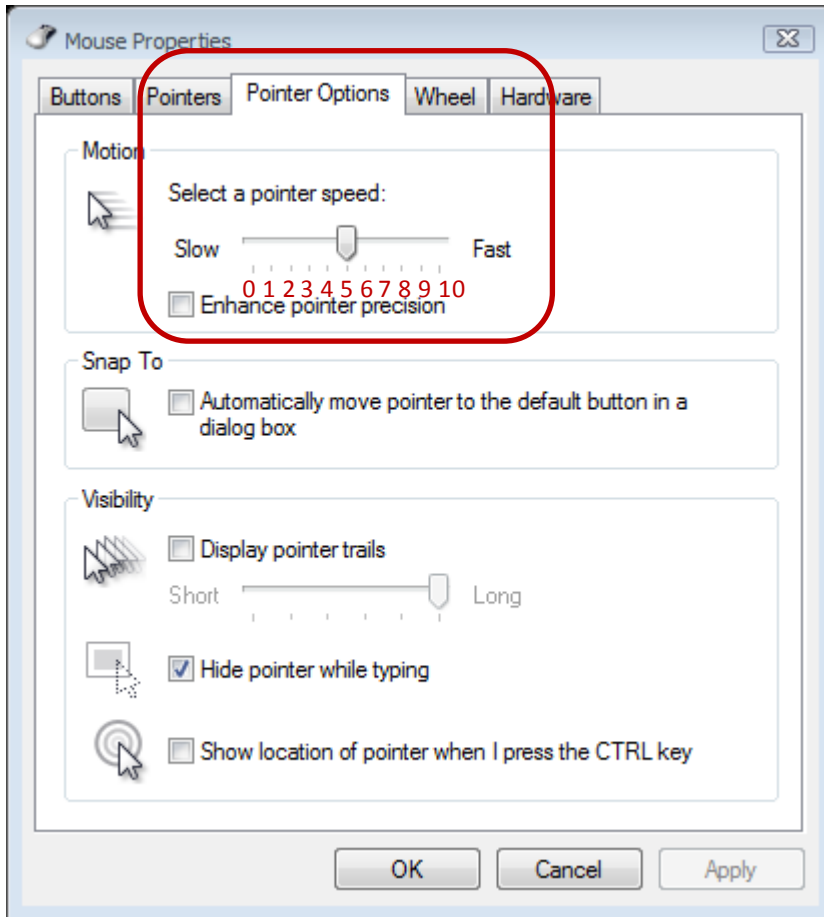 Mouse Properties
Buttons Pointers Pointer Options Wheel Hardware
Motion
Select a pointer speed:
Slow Fast
0 1 2 3 4 5 6 7 8 9 10
Enhance pointer precision
Snap To
Automatically move pointer to the default button in a
dialog box
Visibility
Display pointer trails
Short Long
Hide pointer while typing
Show location of pointer when I press the CTRL key
OK Cancel Apply